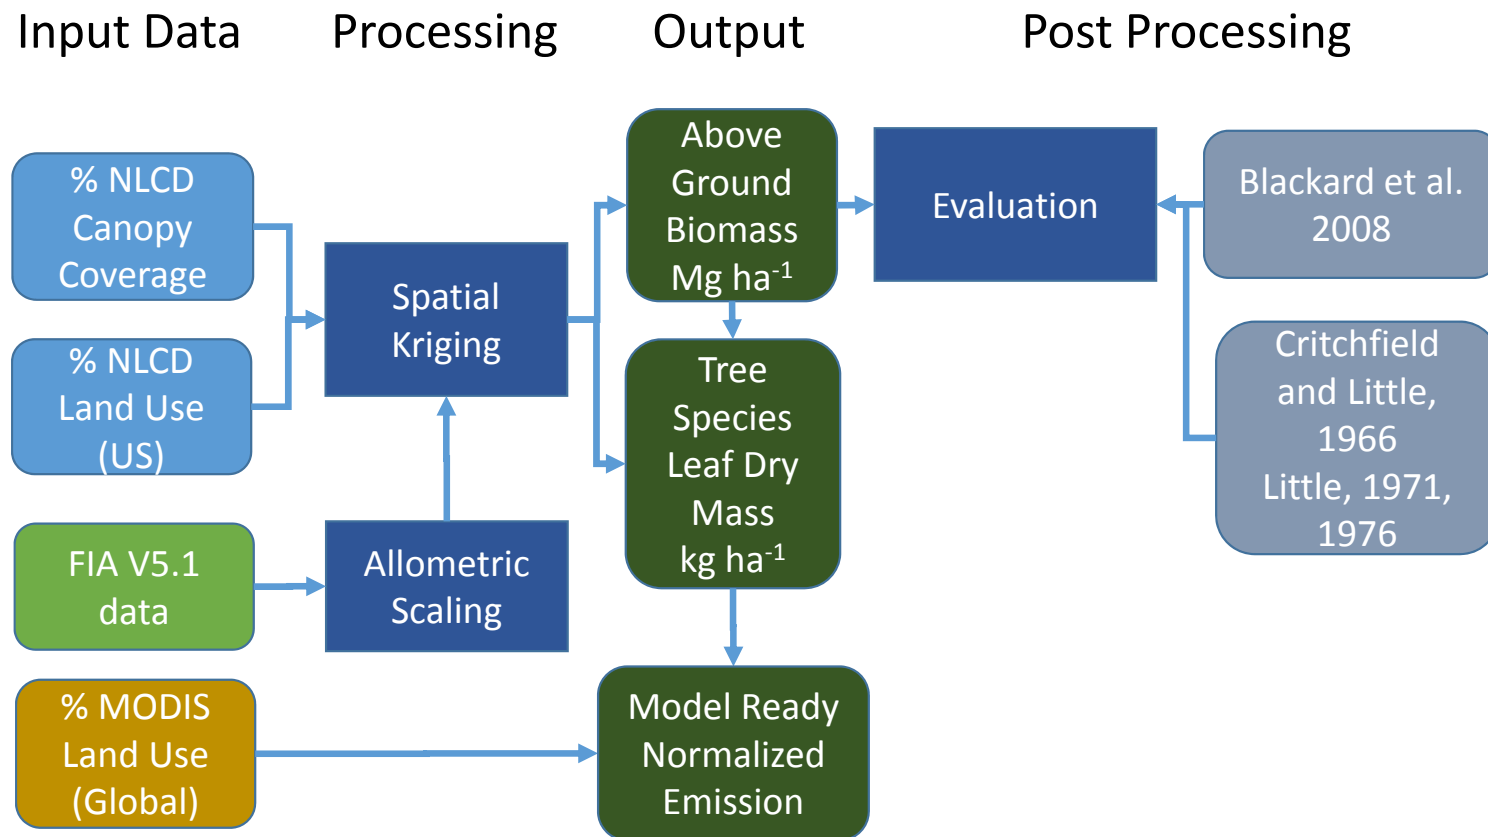 Input Data
Processing
Output
Post Processing
% NLCD
Canopy
Coverage
% NLCD
Land Use
(US)
FIA V5.1
data
% MODIS
Land Use
(Global)
Spatial
Kriging
Allometric
Scaling
Above
Ground
Biomass
Mg ha⁻¹
Tree
Species
Leaf Dry
Mass
kg ha⁻¹
Model Ready
Normalized
Emission
Evaluation
Blackard et al.
2008
Critchfield
and Little,
1966
Little, 1971,
1976